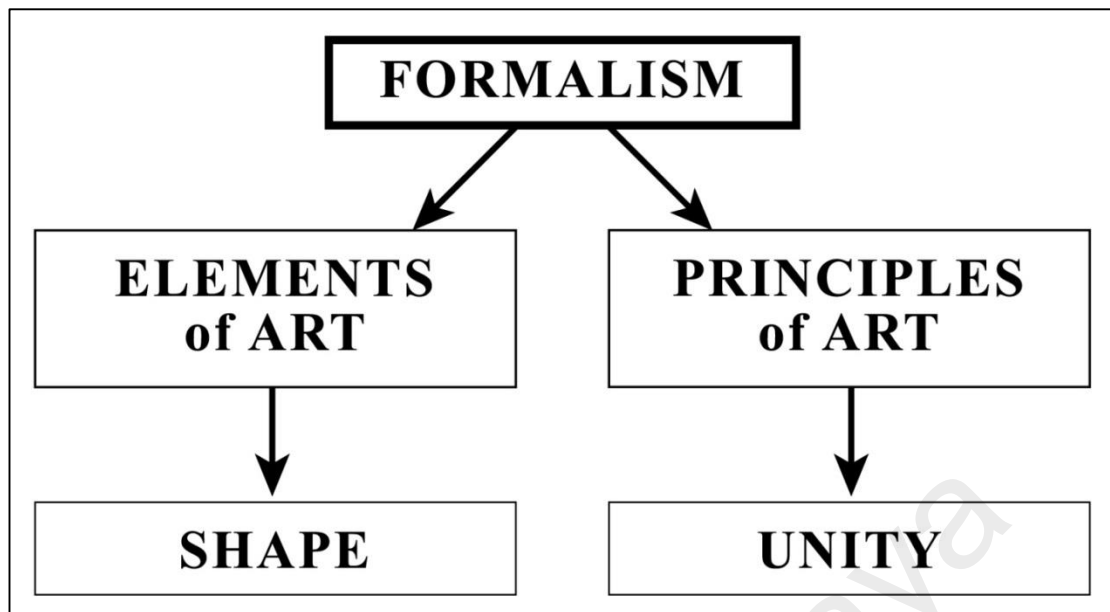 FORMALISM
ELEMENTS
of ART
PRINCIPLES
of ART
SHAPE
UNITY